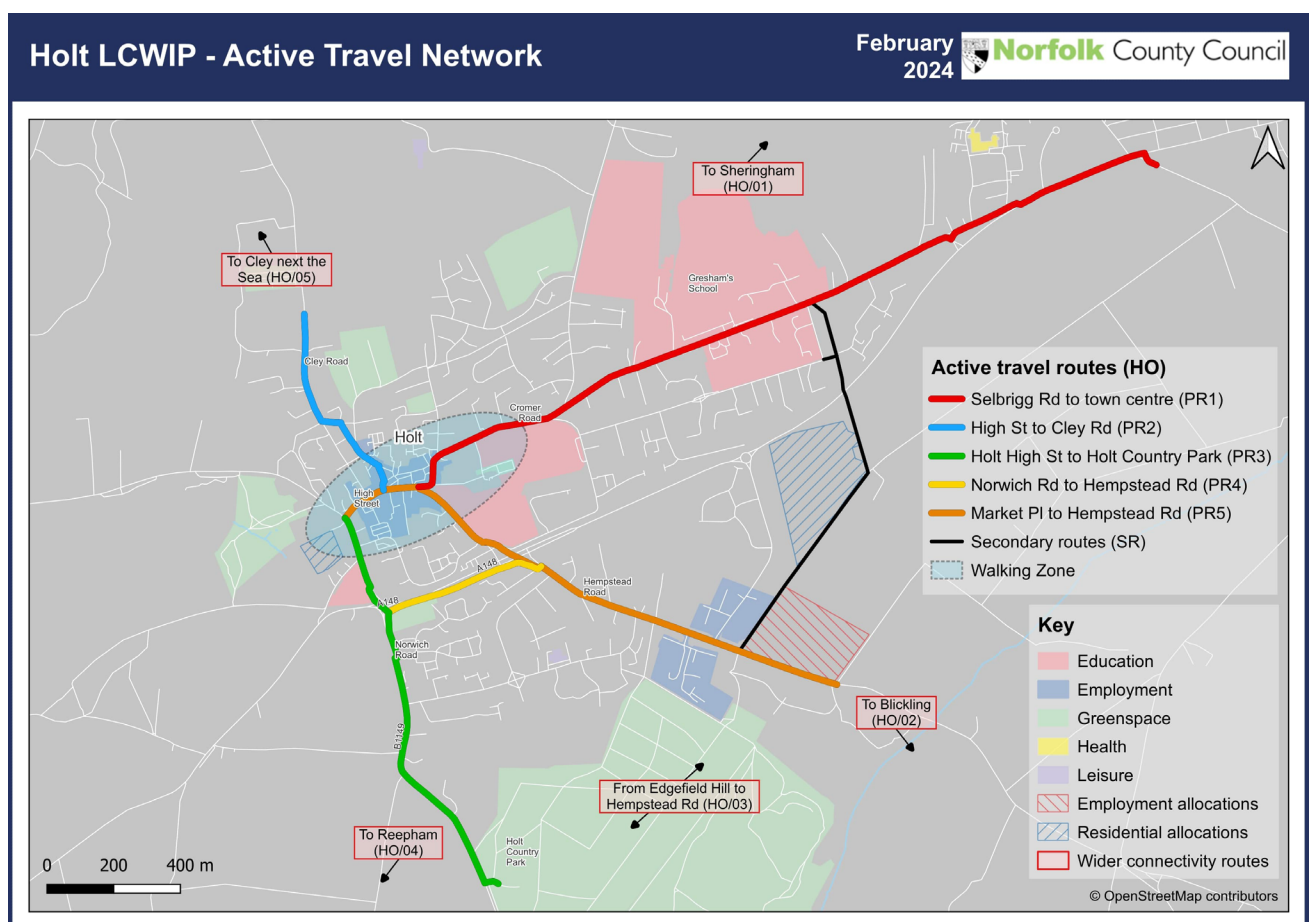 Holt LCWIP - Active Travel Network
February
2024
Norfolk County Council
To Sheringham
(HO/01)
To Cley next the
Sea (HO/05)
Gresham's
School
Cley Road
Cromer
Road
Holt
High
Street
A148
A148
Hempstead
Road
Norwich
Road
B1149
To Blickling
(HO/02)
From Edgefield Hill to
Hempstead Rd (HO/03)
To Reepham
(HO/04)
Holt
Country
Park
0 200 400 m
Active travel routes (HO)
Selbrigg Rd to town centre (PR1)
High St to Cley Rd (PR2)
Holt High St to Holt Country Park (PR3)
Norwich Rd to Hempstead Rd (PR4)
Market Pl to Hempstead Rd (PR5)
Secondary routes (SR)
Walking Zone
Key
Education
Employment
Greenspace
Health
Leisure
Employment allocations
Residential allocations
Wider connectivity routes
© OpenStreetMap contributors